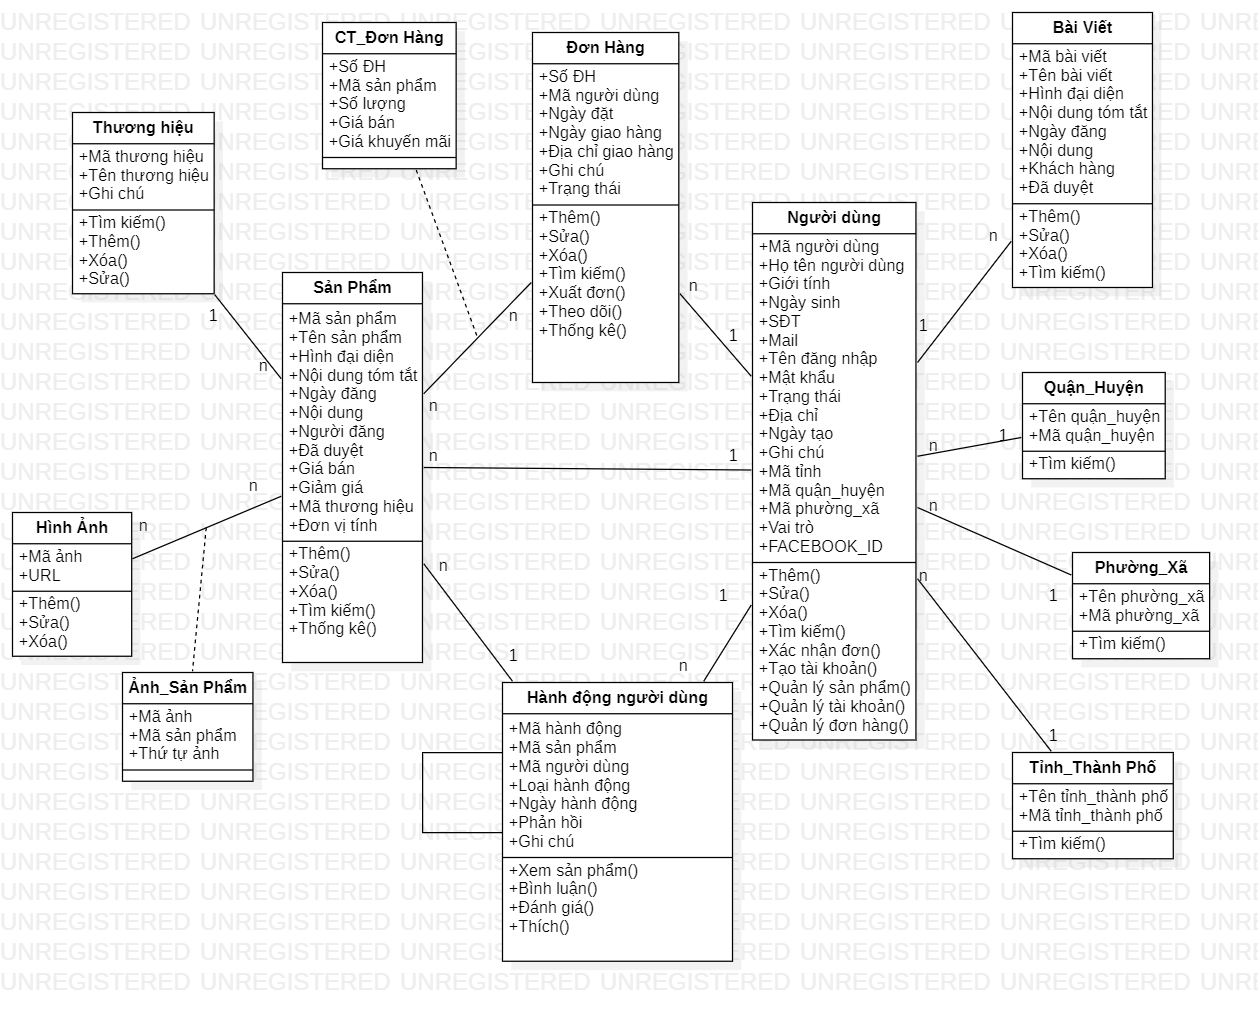 CT_Đơn Hàng
+Số ĐH
+Mã sản phẩm
+Số lượng
+Giá bán
+Giá khuyến mãi
Đơn Hàng
+Số ĐH
+Mã người dùng
+Ngày đặt
+Ngày giao hàng
+Địa chỉ giao hàng
+Ghi chú
+Trạng thái
+Thêm()
+Sửa()
+Xóa()
+Tìm kiếm()
+Xuất đơn()
+Theo dõi()
+Thống kê()
Bài Viết
+Mã bài viết
+Tên bài viết
+Hình đại diện
+Nội dung tóm tắt
+Ngày đăng
+Nội dung
+Khách hàng
+Đã duyệt
+Thêm()
+Sửa()
+Xóa()
+Tìm kiếm()
Thương hiệu
+Mã thương hiệu
+Tên thương hiệu
+Ghi chú
+Tìm kiếm()
+Thêm()
+Xóa()
+Sửa()
Sản Phẩm
+Mã sản phẩm
+Tên sản phẩm
+Hình đại diện
+Nội dung tóm tắt
+Ngày đăng
+Nội dung
+Người đăng
+Đã duyệt
+Giá bán
+Giảm giá
+Mã thương hiệu
+Đơn vị tính
+Thêm()
+Sửa()
+Xóa()
+Tìm kiếm()
+Thống kê()
Người dùng
+Mã người dùng
+Họ tên người dùng
+Giới tính
+Ngày sinh
+SĐT
+Mail
+Tên đăng nhập
+Mật khẩu
+Trạng thái
+Địa chỉ
+Ngày tạo
+Ghi chú
+Mã tỉnh
+Mã quận_huyện
+Mã phường_xã
+Vai trò
+FACEBOOK_ID
+Thêm()
+Sửa()
+Xóa()
+Tìm kiếm()
+Xác nhận đơn()
+Tạo tài khoản()
+Quản lý sản phẩm()
+Quản lý tài khoản()
+Quản lý đơn hàng()
Quận_Huyện
+Tên quận_huyện
+Mã quận_huyện
+Tìm kiếm()
Hình Ảnh
+Mã ảnh
+URL
+Thêm()
+Sửa()
+Xóa()
Phường_Xã
+Tên phường_xã
+Mã phường_xã
+Tìm kiếm()
Ảnh_Sản Phẩm
+Mã ảnh
+Mã sản phẩm
+Thứ tự ảnh
Hành động người dùng
+Mã hành động
+Mã sản phẩm
+Mã người dùng
+Loại hành động
+Ngày hành động
+Phản hồi
+Ghi chú
+Xem sản phẩm()
+Bình luận()
+Đánh giá()
+Thích()
Tỉnh_Thành Phố
+Tên tỉnh_thành phố
+Mã tỉnh_thành phố
+Tìm kiếm()
1
n
n
n
n
1
n
1
n
1
n
1
n
n
n
1
1
n
n
1
n
1
UNREGISTERED